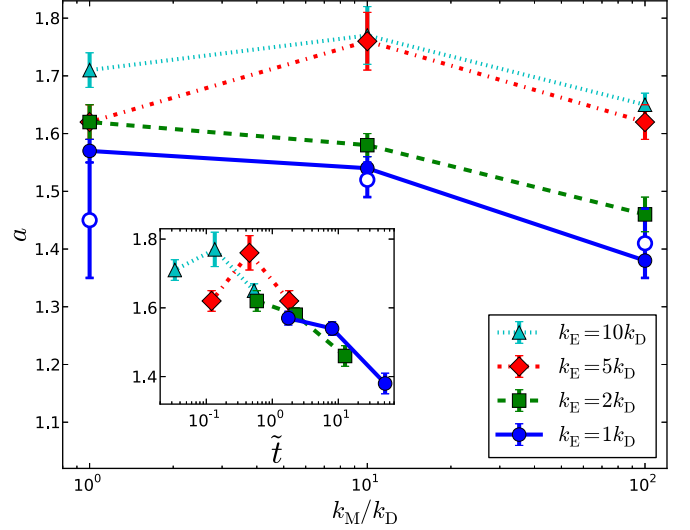 1.8
1.7
1.6
1.5
1.4
1.3
1.2
1.1
a
1.8
1.6
1.4
10⁻¹ 10⁰ 10¹
t̃
k_E=10k_D
k_E=5k_D
k_E=2k_D
k_E=1k_D
10⁰ 10¹ 10²
k_M/k_D